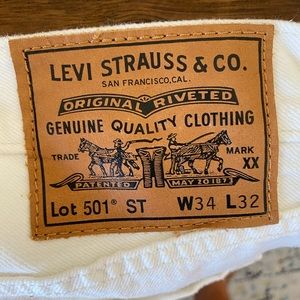 LEVI STRAUSS & CO.
SAN FRANCISCO, CAL.
ORIGINAL RIVETED
GENUINE QUALITY CLOTHING
TRADE MARK
XX
PATENTED MAY 20 1873
Lot 501® ST W34 L32